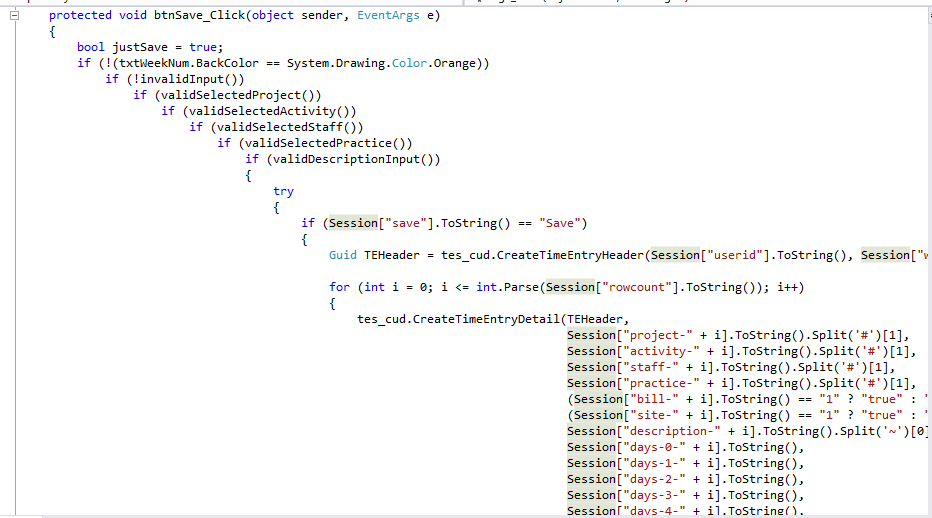 protected void btnSave_Click(object sender, EventArgs e)
{
bool justSave = true;
if (!(txtWeekNum.BackColor == System.Drawing.Color.Orange))
if (!invalidInput())
if (validSelectedProject())
if (validSelectedActivity())
if (validSelectedStaff())
if (validSelectedPractice())
if (validDescriptionInput())
{
try
{
if (Session["save"].ToString() == "Save")
{
Guid TEHeader = tes_cud.CreateTimeEntryHeader(Session["userid"].ToString(), Session["w
for (int i = 0; i <= int.Parse(Session["rowcount"].ToString()); i++)
{
tes_cud.CreateTimeEntryDetail(TEHeader,
Session["project-" + i].ToString().Split('#')[1],
Session["activity-" + i].ToString().Split('#')[1],
Session["staff-" + i].ToString().Split('#')[1],
Session["practice-" + i].ToString().Split('#')[1],
(Session["bill-" + i].ToString() == "1" ? "true" : "
(Session["site-" + i].ToString() == "1" ? "true" : "
Session["description-" + i].ToString().Split('~')[0]
Session["days-0-" + i].ToString(),
Session["days-1-" + i].ToString(),
Session["days-2-" + i].ToString(),
Session["days-3-" + i].ToString(),
Session["days-4-" + i].ToString(),